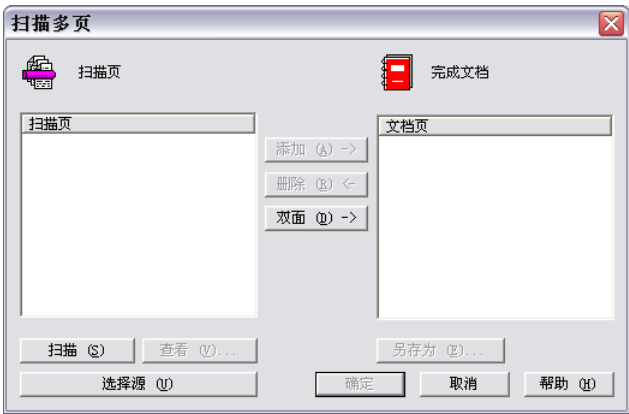 扫描多页
扫描页
完成文档
扫描页
文档页
添加 (A) ->
删除 (R) <-
双面 (D) ->
扫描 (S)
查看 (V)...
另存为 (E)...
选择源 (U)
确定
取消
帮助 (H)